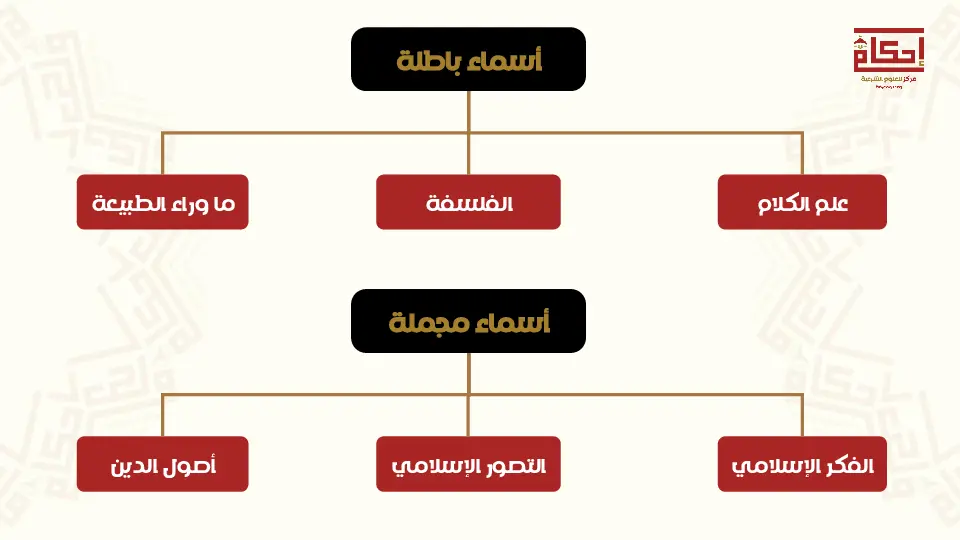 إحكام
مركز للعلوم الشرعية
أسماء باطلة
علم الكلام
الفلسفة
ما وراء الطبيعة
أسماء مجملة
الفكر الإسلامي
التصور الإسلامي
أصول الدين